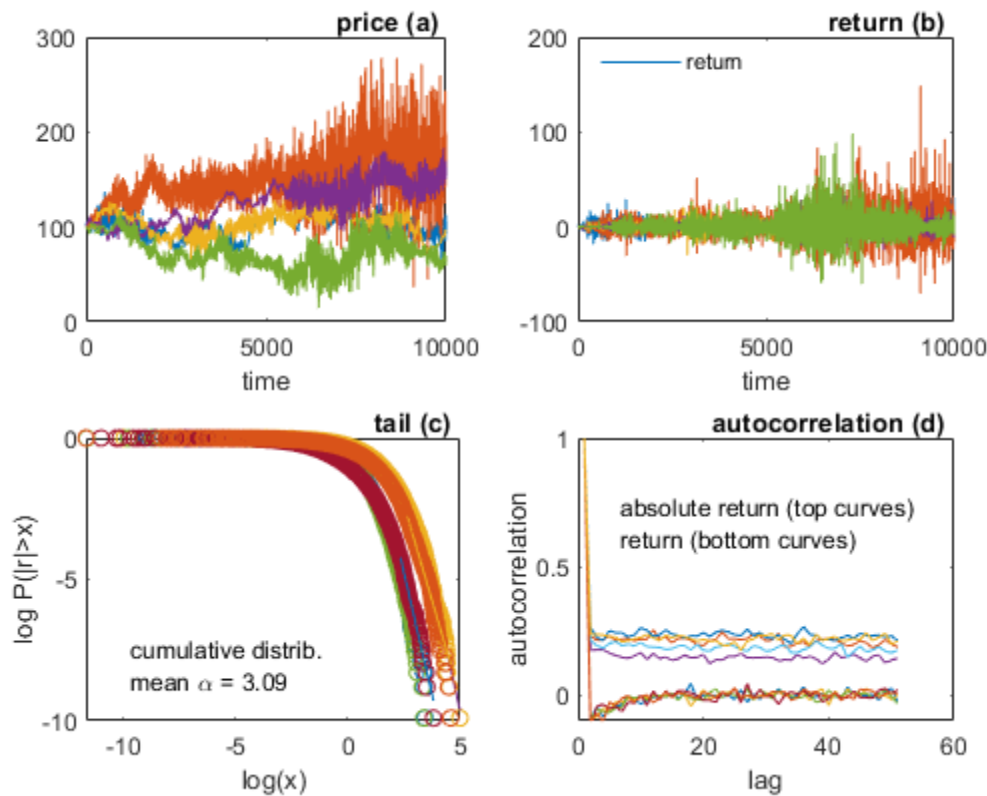 price (a)
300
200
100
0
0
5000
10000
time
return (b)
200
return
100
0
-100
0
5000
10000
time
tail (c)
0
log P(|r|>x)
-5
cumulative distrib.
mean α = 3.09
-10
-10
-5
0
5
log(x)
autocorrelation (d)
1
absolute return (top curves)
return (bottom curves)
autocorrelation
0.5
0
0
20
40
60
lag